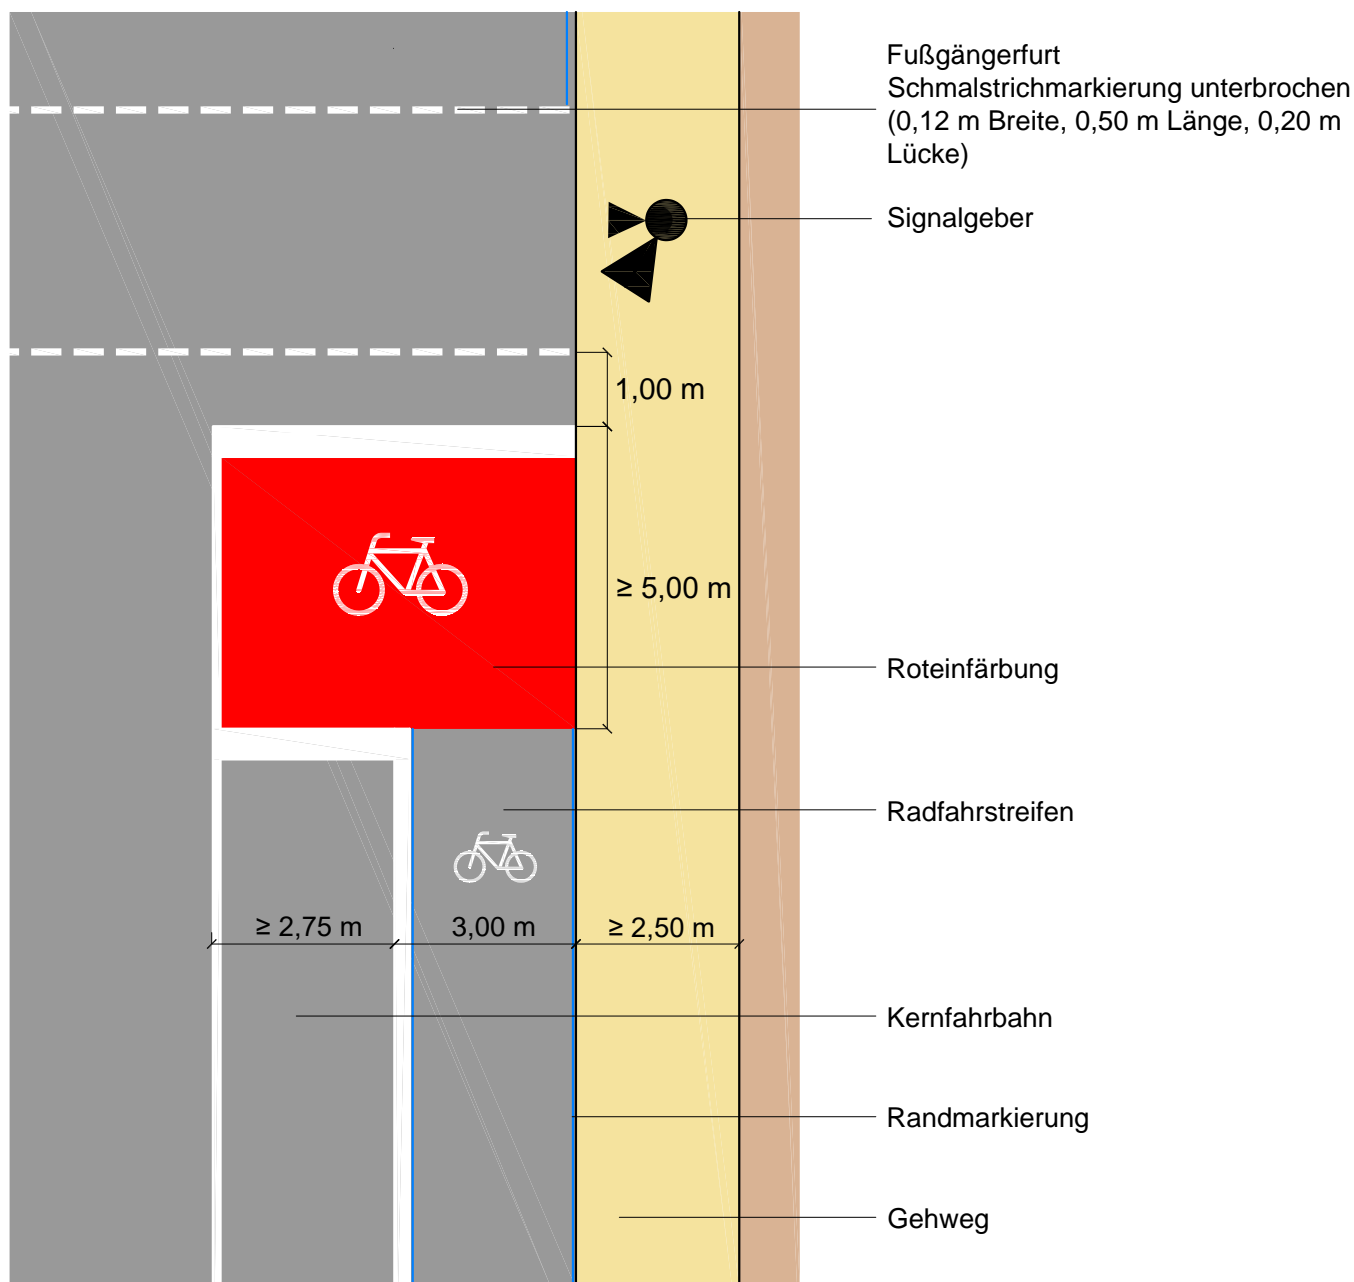 Fußgängerfurt
Schmalstrichmarkierung unterbrochen
(0,12 m Breite, 0,50 m Länge, 0,20 m
Lücke)
Signalgeber
1,00 m
≥ 5,00 m
Roteinfärbung
Radfahrstreifen
≥ 2,75 m
3,00 m
≥ 2,50 m
Kernfahrbahn
Randmarkierung
Gehweg